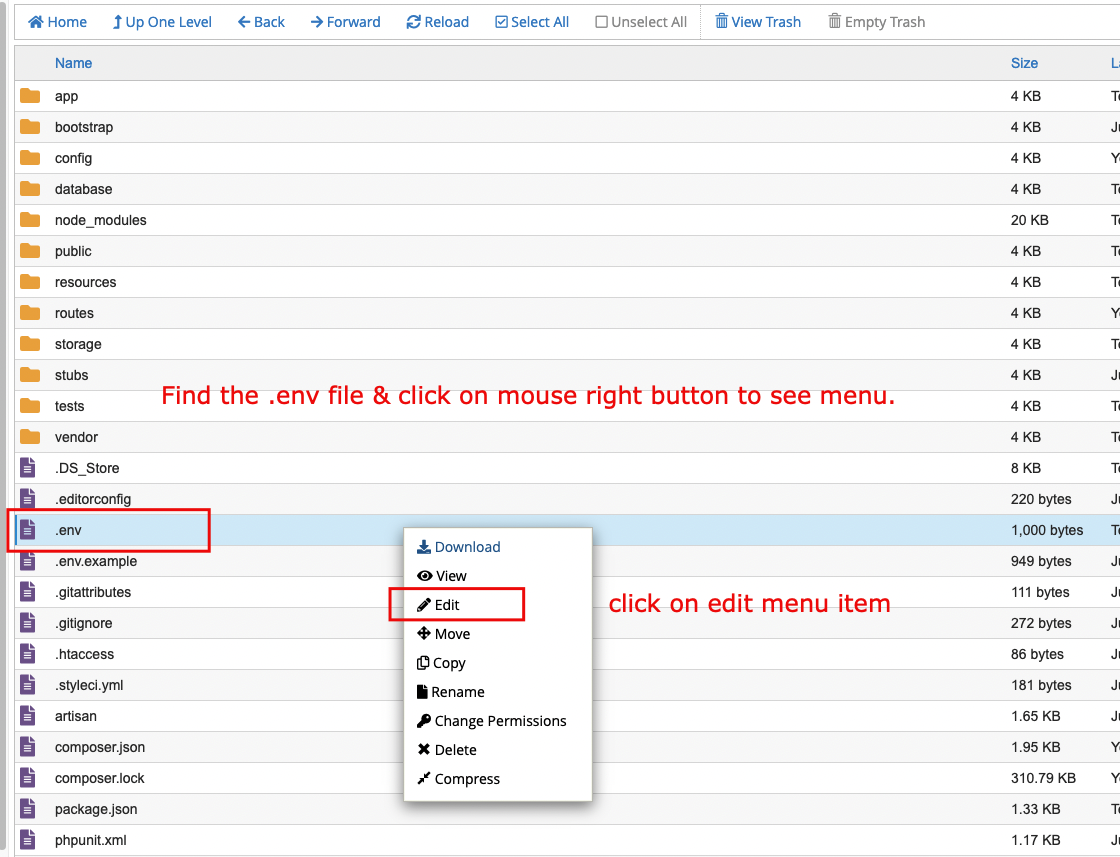 Home Up One Level Back Forward Reload Select All Unselect All View Trash Empty Trash
Name Size
app 4 KB
bootstrap 4 KB
config 4 KB
database 4 KB
node_modules 20 KB
public 4 KB
resources 4 KB
routes 4 KB
storage 4 KB
stubs 4 KB
Find the .env file & click on mouse right button to see menu.
tests 4 KB
vendor 4 KB
.DS_Store 8 KB
.editorconfig 220 bytes
.env 1,000 bytes
Download
.env.example 949 bytes
View
.gitattributes 111 bytes
Edit
click on edit menu item
.gitignore 272 bytes
Move
.htaccess 86 bytes
Copy
.styleci.yml 181 bytes
Rename
artisan 1.65 KB
Change Permissions
composer.json 1.95 KB
Delete
composer.lock 310.79 KB
Compress
package.json 1.33 KB
phpunit.xml 1.17 KB